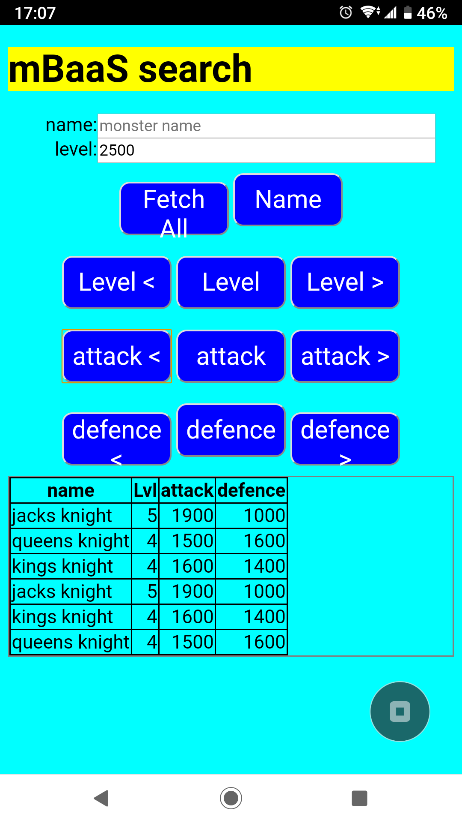 17:07 46%
mBaaS search
name: monster name
level: 2500
Fetch All Name
Level < Level Level >
attack < attack attack >
defence < defence defence >
name Lvl attack defence
jacks knight 5 1900 1000
queens knight 4 1500 1600
kings knight 4 1600 1400
jacks knight 5 1900 1000
kings knight 4 1600 1400
queens knight 4 1500 1600